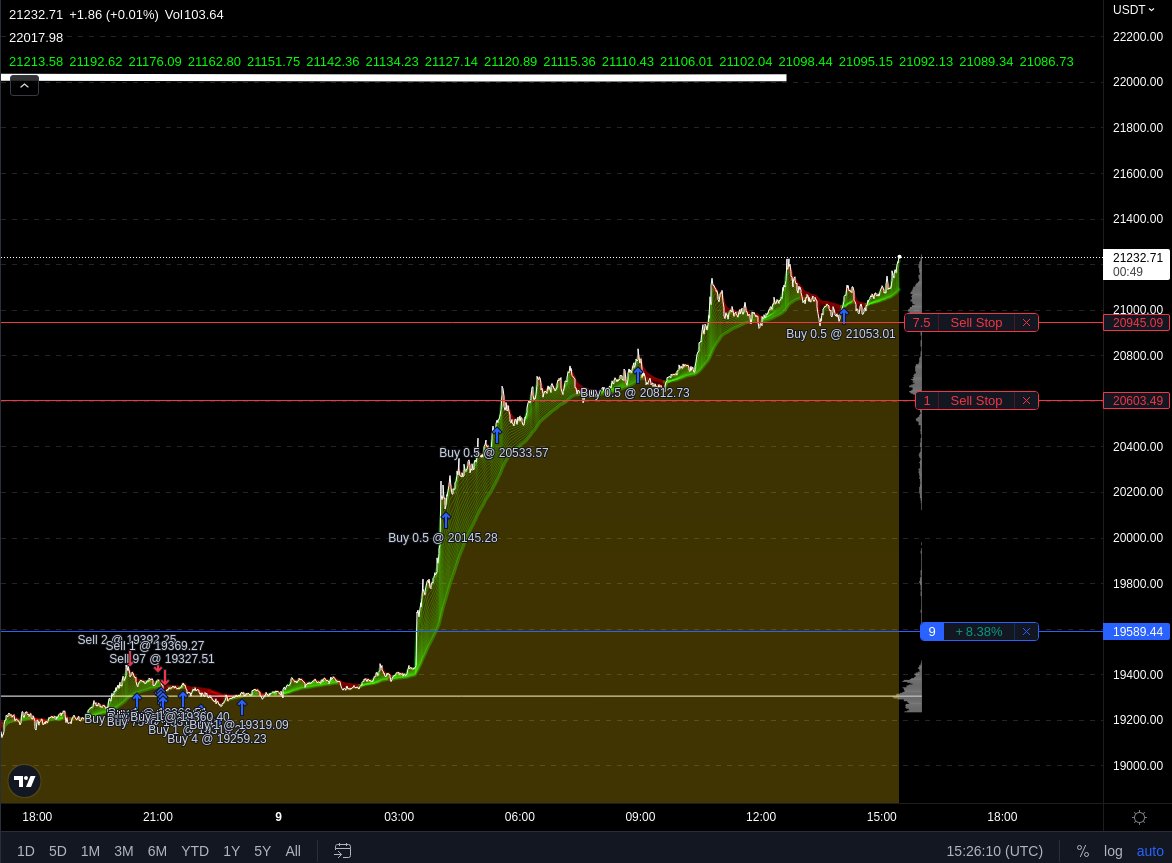 21232.71 +1.86 (+0.01%) Vol103.64
USDT
22017.98
22200.00
21213.58 21192.62 21176.09 21162.80 21151.75 21142.36 21134.23 21127.14 21120.89 21115.36 21110.43 21106.01 21102.04 21098.44 21095.15 21092.13 21089.34 21086.73
22000.00
21800.00
21600.00
21400.00
21232.71
00:49
21000.00
7.5 Sell Stop
20945.09
Buy 0.5 @ 21053.01
20800.00
Buy 0.5 @ 20812.73
1 Sell Stop
20603.49
Buy 0.5 @ 20533.57
20400.00
20200.00
Buy 0.5 @ 20145.28
20000.00
19800.00
9 +8.38%
19589.44
Sell 2 @ 19392.25
Sell 1 @ 19369.27
Sell 97 @ 19327.51
19400.00
@ 19360.40
19200.00
@ 19319.09
Buy 1 @
Buy 4 @ 19259.23
19000.00
18:00 21:00 9 03:00 06:00 09:00 12:00 15:00 18:00
1D 5D 1M 3M 6M YTD 1Y 5Y All
15:26:10 (UTC) % log auto